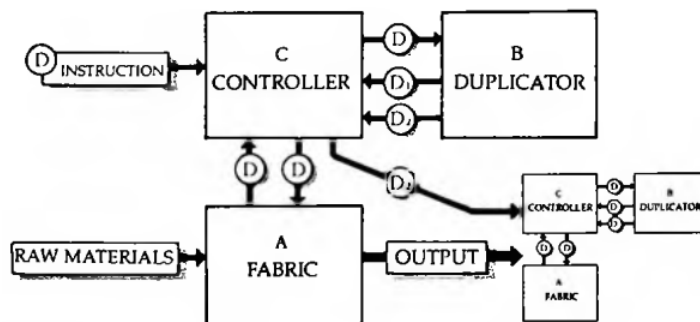 D
INSTRUCTION
C
CONTROLLER
D
D₁
D₂
B
DUPLICATOR
D
D
D₂
RAW MATERIALS
A
FABRIC
OUTPUT
C
CONTROLLER
D
B
DUPLICATOR
D
D
A
FABRIC